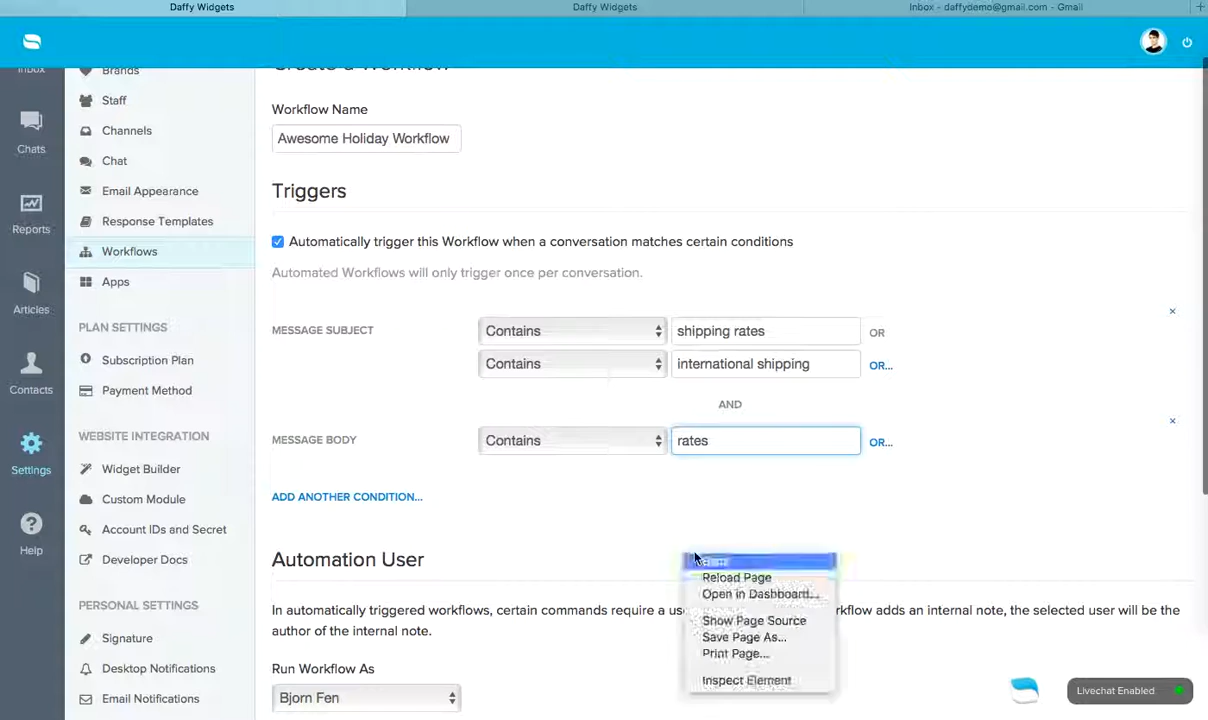 Daffy Widgets
Daffy Widgets
Inbox - daffydemo@gmail.com - Gmail
+
Inbox
Chats
Reports
Articles
Contacts
Settings
Help
Brands
Staff
Channels
Chat
Email Appearance
Response Templates
Workflows
Apps
PLAN SETTINGS
Subscription Plan
Payment Method
WEBSITE INTEGRATION
Widget Builder
Custom Module
Account IDs and Secret
Developer Docs
PERSONAL SETTINGS
Signature
Desktop Notifications
Email Notifications
Create a Workflow
Workflow Name
Awesome Holiday Workflow
Triggers
Automatically trigger this Workflow when a conversation matches certain conditions
Automated Workflows will only trigger once per conversation.
MESSAGE SUBJECT Contains shipping rates OR
Contains international shipping OR...
AND
MESSAGE BODY Contains rates OR...
ADD ANOTHER CONDITION...
Automation User
In automatically triggered workflows, certain commands require a us rkflow adds an internal note, the selected user will be the
author of the internal note.
Reload Page
Open in Dashboard...
Show Page Source
Save Page As...
Print Page...
Inspect Element
Run Workflow As
Bjorn Fen
Livechat Enabled